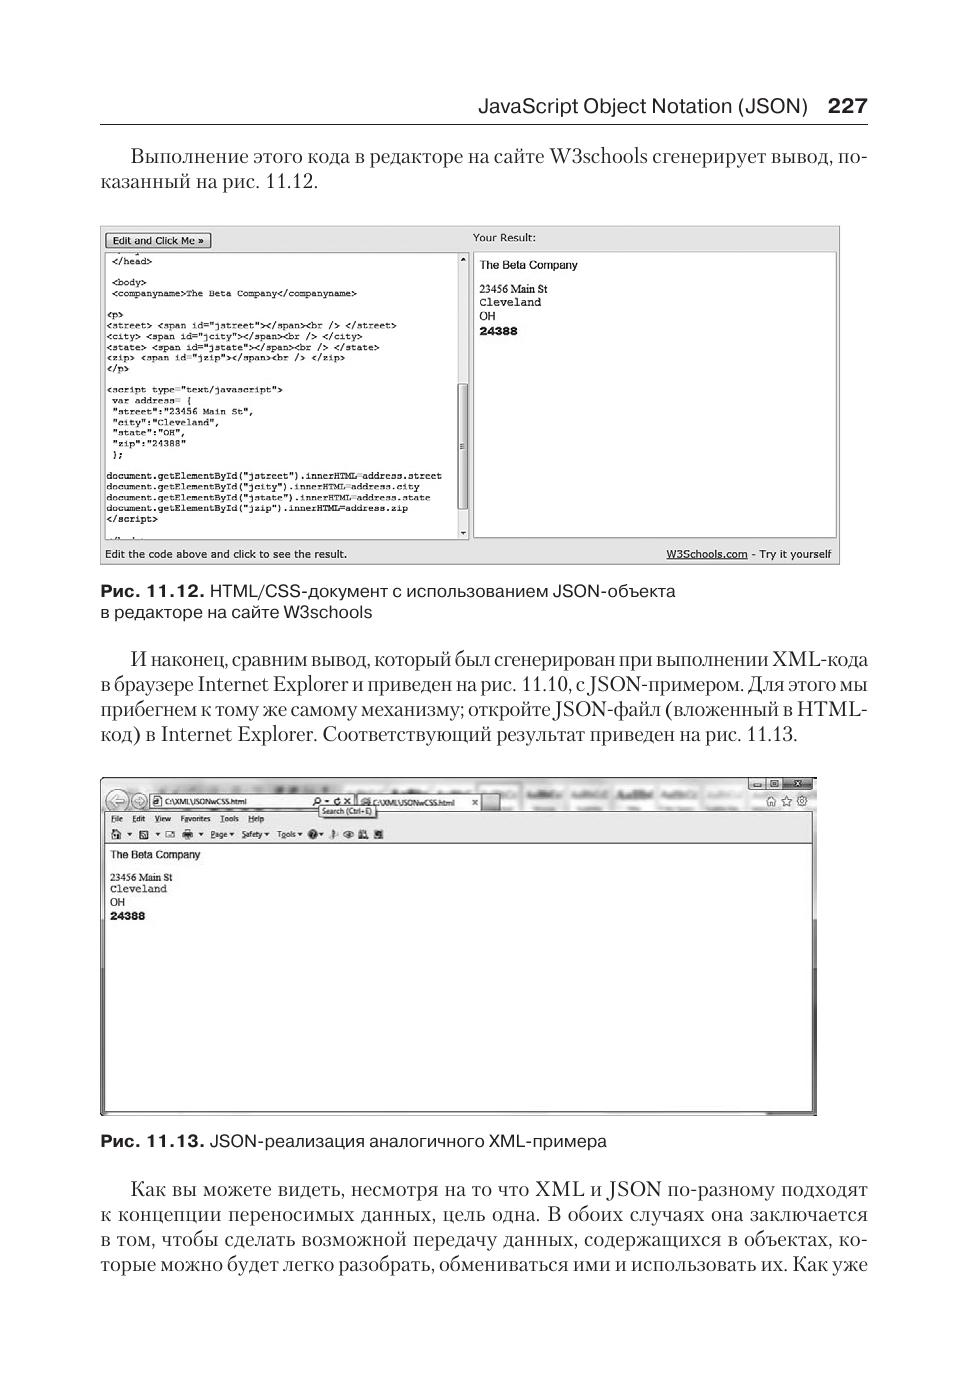 JavaScript Object Notation (JSON) 227
Выполнение этого кода в редакторе на сайте W3schools сгенерирует вывод, по-
казанный на рис. 11.12.
Edit and Click Me »
Your Result:
</head>
<body>
<companyname>The Beta Company</companyname>
<p>
<street> <span id="jstreet"></span><br /> </street>
<city> <span id="jcity"></span><br /> </city>
<state> <span id="jstate"></span><br /> </state>
<zip> <span id="jzip"></span><br /> </zip>
</p>
<script type="text/javascript">
var address= {
"street":"23456 Main St",
"city":"Cleveland",
"state":"OH",
"zip":"24388"
};
document.getElementById("jstreet").innerHTML=address.street
document.getElementById("jcity").innerHTML=address.city
document.getElementById("jstate").innerHTML=address.state
document.getElementById("jzip").innerHTML=address.zip
</script>
The Beta Company
23456 Main St
Cleveland
OH
24388
Edit the code above and click to see the result.
W3Schools.com - Try it yourself
Рис. 11.12. HTML/CSS-документ с использованием JSON-объекта
в редакторе на сайте W3schools
И наконец, сравним вывод, который был сгенерирован при выполнении XML-кода
в браузере Internet Explorer и приведен на рис. 11.10, с JSON-примером. Для этого мы
прибегнем к тому же самому механизму; откройте JSON-файл (вложенный в HTML-
код) в Internet Explorer. Соответствующий результат приведен на рис. 11.13.
C:\XML\JSONwCSS.html
C:\XML\JSONwCSS.html
Search (Ctrl+E)
File Edit View Favorites Tools Help
Page Safety Tools
The Beta Company
23456 Main St
Cleveland
OH
24388
Рис. 11.13. JSON-реализация аналогичного XML-примера
Как вы можете видеть, несмотря на то что XML и JSON по-разному подходят
к концепции переносимых данных, цель одна. В обоих случаях она заключается
в том, чтобы сделать возможной передачу данных, содержащихся в объектах, ко-
торые можно будет легко разобрать, обмениваться ими и использовать их. Как уже